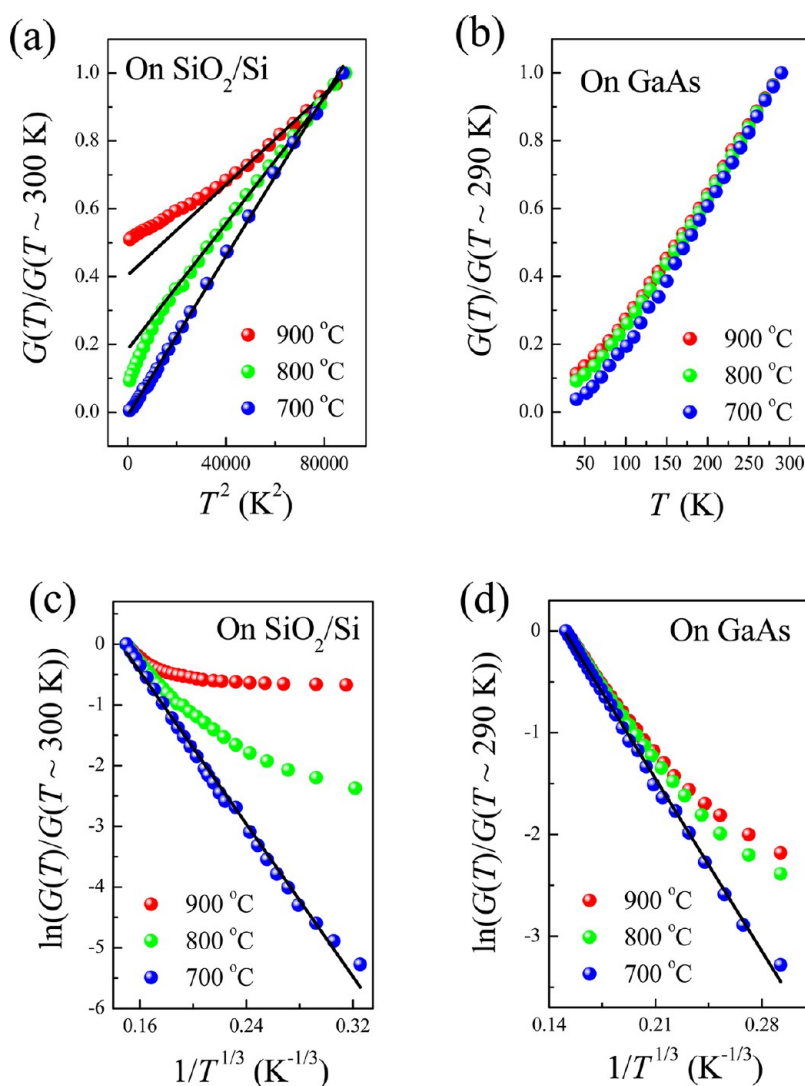 (a)
On SiO₂/Si
G(T)/G(T ~ 300 K)
1.0
0.8
0.6
0.4
0.2
0.0
900 °C
800 °C
700 °C
0 40000 80000
T² (K²)
(b)
On GaAs
G(T)/G(T ~ 290 K)
1.0
0.8
0.6
0.4
0.2
0.0
900 °C
800 °C
700 °C
50 100 150 200 250 300
T (K)
(c)
On SiO₂/Si
ln(G(T)/G(T ~ 300 K))
0
-1
-2
-3
-4
-5
-6
900 °C
800 °C
700 °C
0.16 0.24 0.32
1/T^1/3 (K^-1/3)
(d)
On GaAs
ln(G(T)/G(T ~ 290 K))
0
-1
-2
-3
900 °C
800 °C
700 °C
0.14 0.21 0.28
1/T^1/3 (K^-1/3)